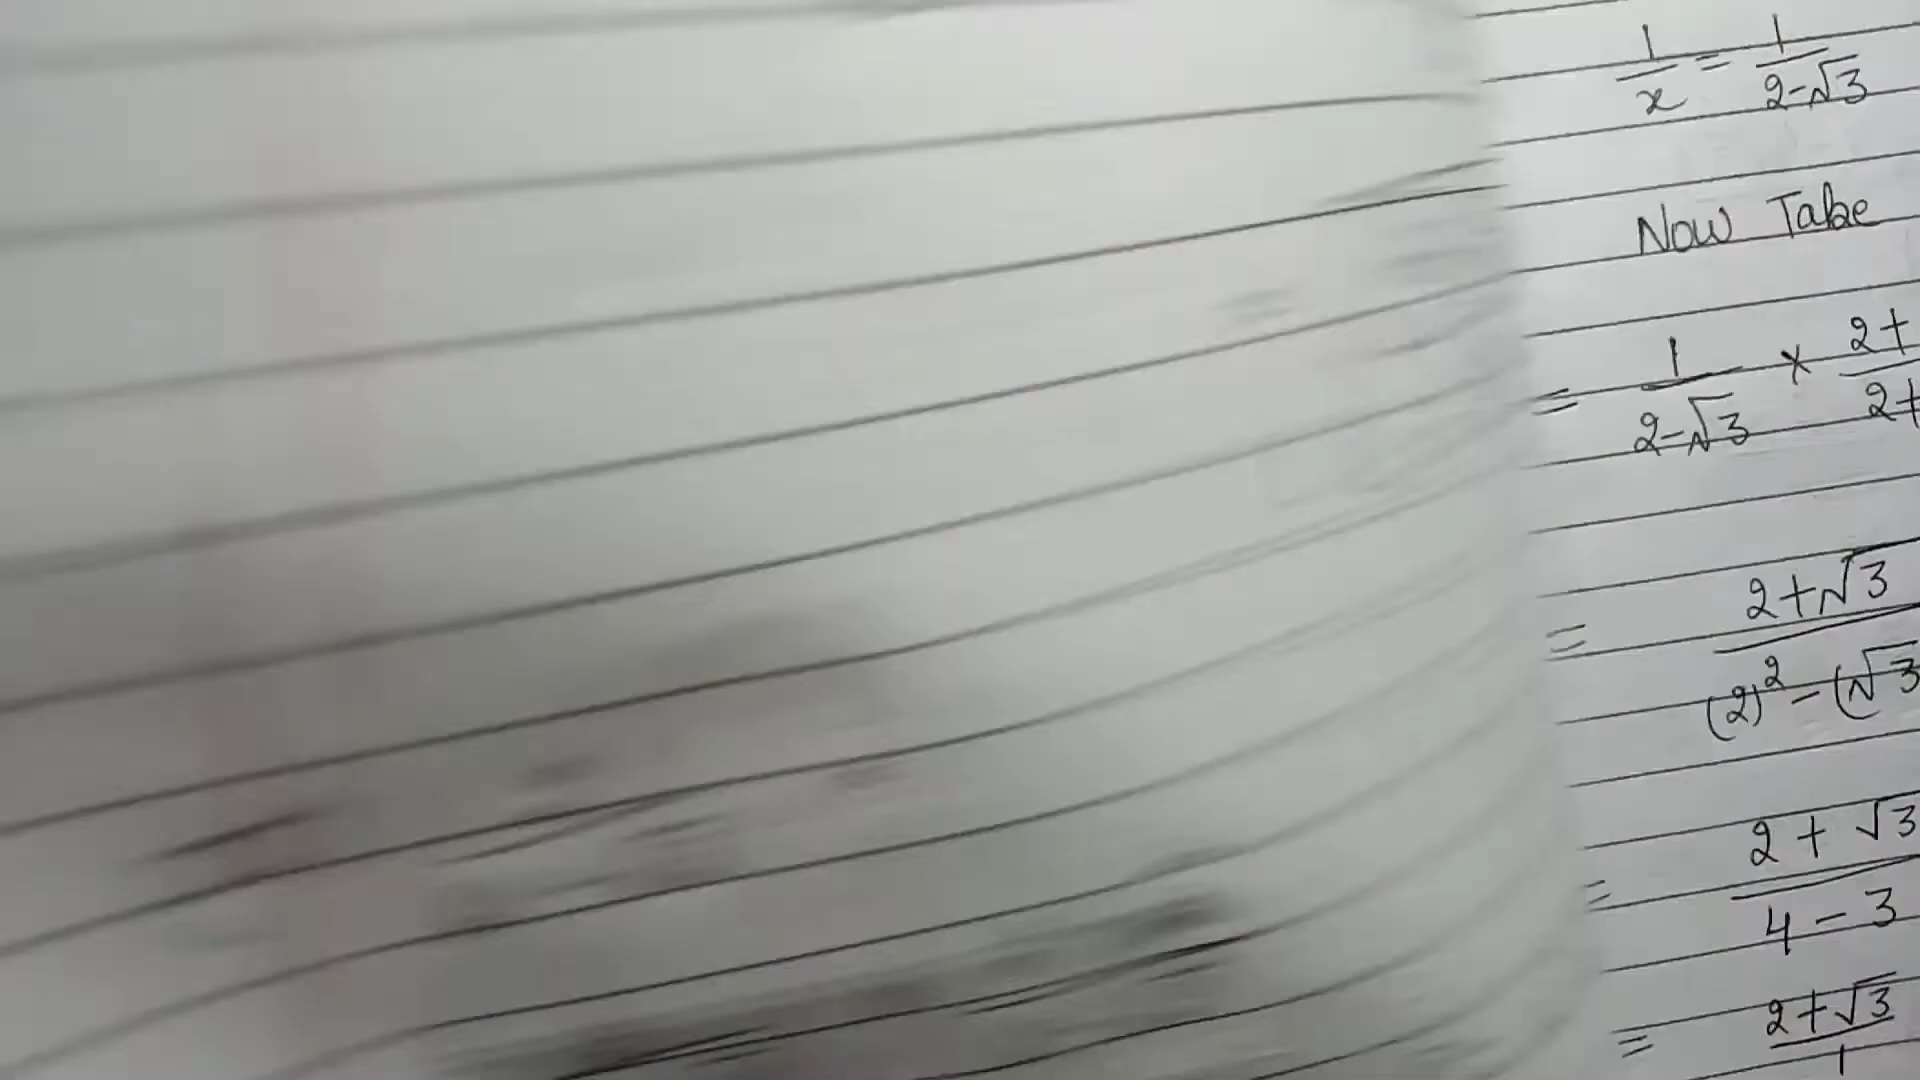 1/x = 1/2-√3
Now Take
= 1/2-√3 × 2+/2+
= 2+√3/(2)² - (√3
= 2 + √3/4 - 3
= 2+√3/1